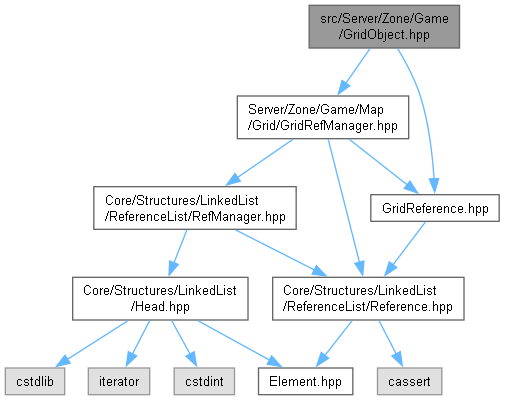 src/Server/Zone/Game
/GridObject.hpp
Server/Zone/Game/Map
/Grid/GridRefManager.hpp
Core/Structures/LinkedList
/ReferenceList/RefManager.hpp
GridReference.hpp
Core/Structures/LinkedList
/Head.hpp
Core/Structures/LinkedList
/ReferenceList/Reference.hpp
cstdlib
iterator
cstdint
Element.hpp
cassert